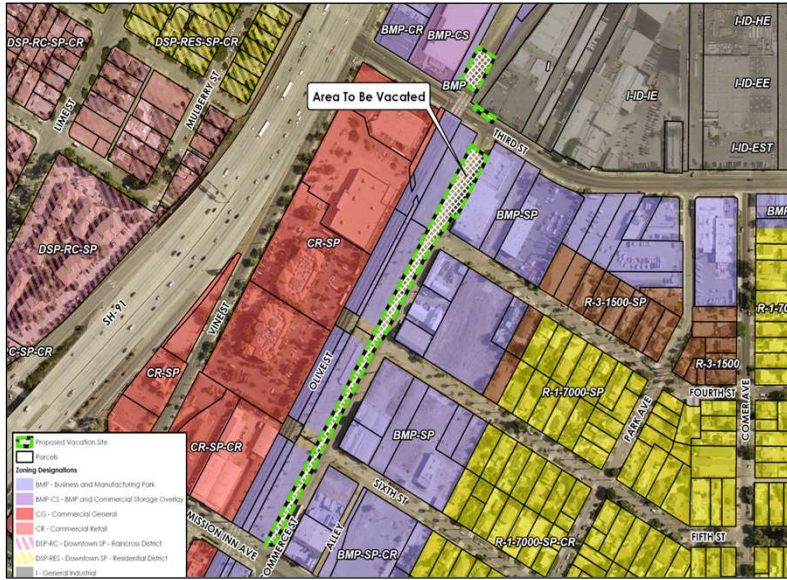 DSP-RC-SP-CR
DSP-RES-SP-CR
BMP-CR
BMP-CS
I-ID-HE
MULBERRY ST
LIME ST
BMP
I
I-ID-EE
I-ID-IE
Area To Be Vacated
THIRD ST
I-ID-EST
BMP-SP
BMP
CR-SP
DSP-RC-SP
R-1-70
SH-91
R-3-1500-SP
VINE ST
RC-SP-CR
OLIVE ST
R-3-1500
CR-SP
R-1-7000-SP
FOURTH ST
COMER AVE
PARK AVE
CR-SP-CR
BMP-SP
Proposed Vacation Site
Parcels
Zoning Designations
BMP - Business and Manufacturing Park
BMP-CS - BMP and Commercial Storage Overlay
CG - Commercial General
CR - Commercial Retail
DSP-RC - Downtown SP - Raincross District
DSP-RES - Downtown SP - Residential District
I - General Industrial
SIXTH ST
MISSION INN AVE
COMMERCE ST
ALLEY
BMP-SP-CR
R-1-7000-SP-CR
FIFTH ST